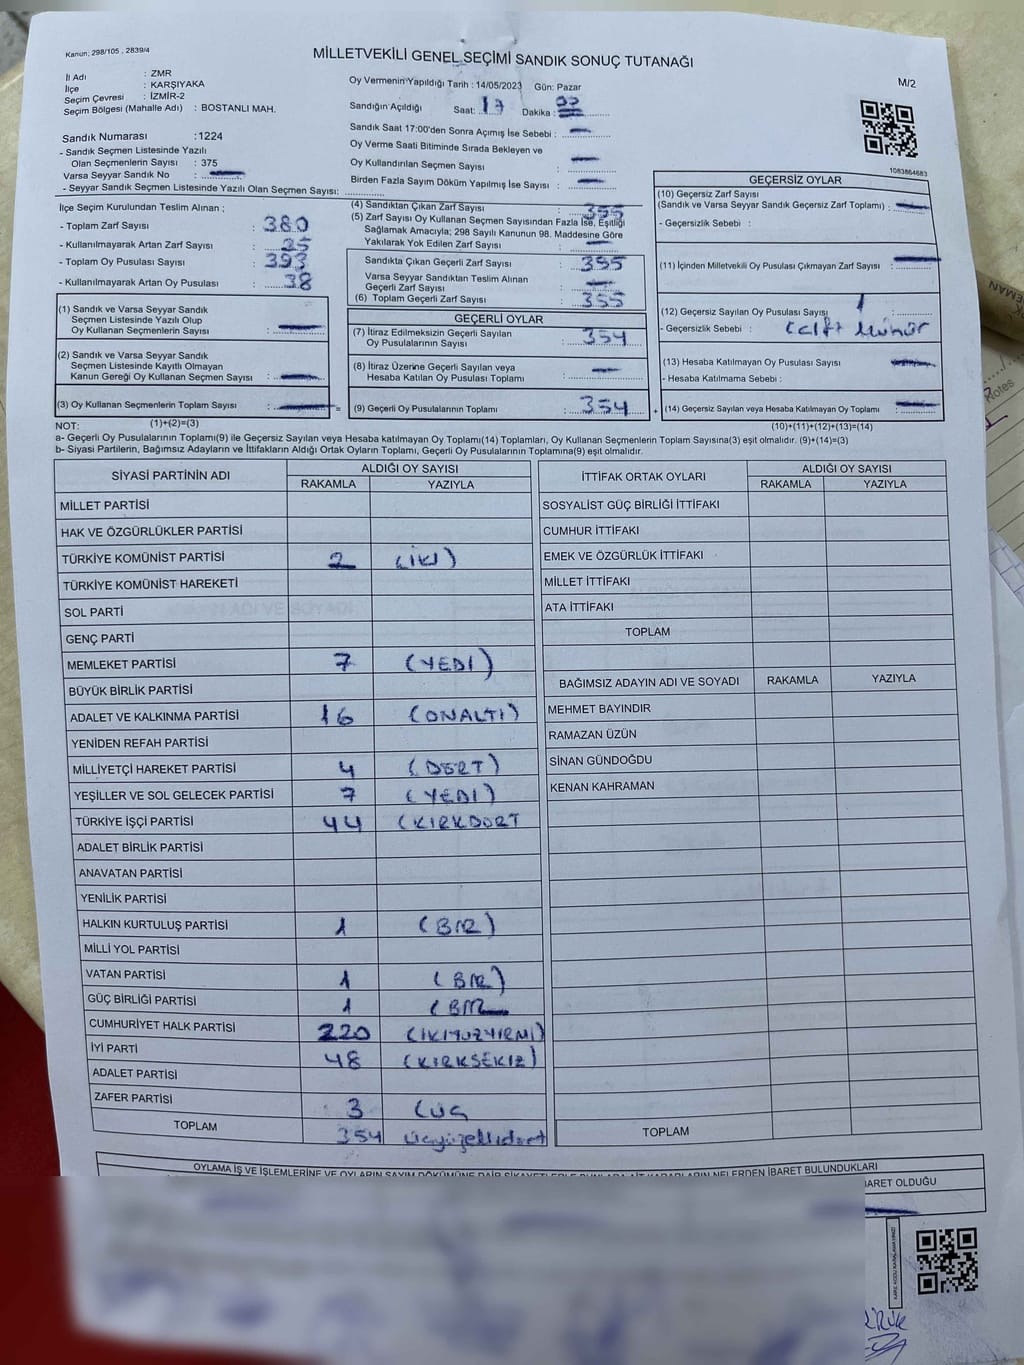 Kanun: 298/105 , 2839/4
MİLLETVEKİLİ GENEL SEÇİMİ SANDIK SONUÇ TUTANAĞI
M/2
İl Adı : ZMR
İlçe : KARŞIYAKA
Seçim Çevresi : İZMİR-2
Seçim Bölgesi (Mahalle Adı) : BOSTANLI MAH.
Sandık Numarası :1224
- Sandık Seçmen Listesinde Yazılı
Olan Seçmenlerin Sayısı : 375
Varsa Seyyar Sandık No :
- Seyyar Sandık Seçmen Listesinde Yazılı Olan Seçmen Sayısı:
Oy Vermenin Yapıldığı Tarih : 14/05/2023 Gün: Pazar
Sandığın Açıldığı Saat: 17 Dakika :
Sandık Saat 17:00'den Sonra Açımış İse Sebebi :
Oy Verme Saati Bitiminde Sırada Bekleyen ve
Oy Kullandırılan Seçmen Sayısı :
Birden Fazla Sayım Döküm Yapılmış İse Sayısı :
1083864683
İlçe Seçim Kurulundan Teslim Alınan ;
- Toplam Zarf Sayısı : 380
- Kullanılmayarak Artan Zarf Sayısı : 25
- Toplam Oy Pusulası Sayısı : 393
- Kullanılmayarak Artan Oy Pusulası : 38
(1) Sandık ve Varsa Seyyar Sandık
Seçmen Listesinde Yazılı Olup
Oy Kullanan Seçmenlerin Sayısı :
(2) Sandık ve Varsa Seyyar Sandık
Seçmen Listesinde Kayıtlı Olmayan
Kanun Gereği Oy Kullanan Seçmen Sayısı :
(3) Oy Kullanan Seçmenlerin Toplam Sayısı : =
(4) Sandıktan Çıkan Zarf Sayısı : 355
(5) Zarf Sayısı Oy Kullanan Seçmen Sayısından Fazla İse, Eşitliği
Sağlamak Amacıyla; 298 Sayılı Kanunun 98. Maddesine Göre
Yakılarak Yok Edilen Zarf Sayısı :
Sandıkta Çıkan Geçerli Zarf Sayısı : 355
Varsa Seyyar Sandıktan Teslim Alınan
Geçerli Zarf Sayısı :
(6) Toplam Geçerli Zarf Sayısı : 355
GEÇERLİ OYLAR
(7) İtiraz Edilmeksizin Geçerli Sayılan
Oy Pusulalarının Sayısı : 354
(8) İtiraz Üzerine Geçerli Sayılan veya
Hesaba Katılan Oy Pusulası Toplamı :
(9) Geçerli Oy Pusulalarının Toplamı : 354 +
GEÇERSİZ OYLAR
(10) Geçersiz Zarf Sayısı
(Sandık ve Varsa Seyyar Sandık Geçersiz Zarf Toplamı) :
- Geçersizlik Sebebi :
(11) İçinden Milletvekili Oy Pusulası Çıkmayan Zarf Sayısı :
(12) Geçersiz Sayılan Oy Pusulası Sayısı : 1
- Geçersizlik Sebebi : Çift Mühür
(13) Hesaba Katılmayan Oy Pusulası Sayısı :
- Hesaba Katılmama Sebebi :
(14) Geçersiz Sayılan veya Hesaba Katılmayan Oy Toplamı :
NOT: (1)+(2)=(3) (10)+(11)+(12)+(13)=(14)
a- Geçerli Oy Pusulalarının Toplamı(9) ile Geçersiz Sayılan veya Hesaba katılmayan Oy Toplamı(14) Toplamları, Oy Kullanan Seçmenlerin Toplam Sayısına(3) eşit olmalıdır. (9)+(14)=(3)
b- Siyasi Partilerin, Bağımsız Adayların ve İttifakların Aldığı Ortak Oyların Toplamı, Geçerli Oy Pusulalarının Toplamına(9) eşit olmalıdır.
SİYASİ PARTİNİN ADI ALDIĞI OY SAYISI
RAKAMLA YAZIYLA
MİLLET PARTİSİ
HAK VE ÖZGÜRLÜKLER PARTİSİ
TÜRKİYE KOMÜNİST PARTİSİ 2 (İKİ)
TÜRKİYE KOMÜNİST HAREKETİ
SOL PARTİ
GENÇ PARTİ
MEMLEKET PARTİSİ 7 (YEDİ)
BÜYÜK BİRLİK PARTİSİ
ADALET VE KALKINMA PARTİSİ 16 (ONALTI)
YENİDEN REFAH PARTİSİ
MİLLİYETÇİ HAREKET PARTİSİ 4 (DÖRT)
YEŞİLLER VE SOL GELECEK PARTİSİ 7 (YEDİ)
TÜRKİYE İŞÇİ PARTİSİ 44 (KIRKDÖRT
ADALET BİRLİK PARTİSİ
ANAVATAN PARTİSİ
YENİLİK PARTİSİ
HALKIN KURTULUŞ PARTİSİ 1 (BİR)
MİLLİ YOL PARTİSİ
VATAN PARTİSİ 1 (BİR)
GÜÇ BİRLİĞİ PARTİSİ 1 (BİR
CUMHURİYET HALK PARTİSİ 220 (İKİYÜZYİRMİ)
İYİ PARTİ 48 (KIRKSEKİZ)
ADALET PARTİSİ
ZAFER PARTİSİ 3 (ÜÇ
TOPLAM 354 üçyüzellidört
İTTİFAK ORTAK OYLARI ALDIĞI OY SAYISI
RAKAMLA YAZIYLA
SOSYALİST GÜÇ BİRLİĞİ İTTİFAKI
CUMHUR İTTİFAKI
EMEK VE ÖZGÜRLÜK İTTİFAKI
MİLLET İTTİFAKI
ATA İTTİFAKI
TOPLAM
BAĞIMSIZ ADAYIN ADI VE SOYADI RAKAMLA YAZIYLA
MEHMET BAYINDIR
RAMAZAN ÜZÜN
SİNAN GÜNDOĞDU
KENAN KAHRAMAN
TOPLAM
OYLAMA İŞ VE İŞLEMLERİNE VE OYLARIN SAYIM DÖKÜMÜNE DAİR ŞİKAYETLERLE BUNLARA AİT KARARLARIN NELERDEN İBARET BULUNDUKLARI
BARET OLDUĞU
Notes